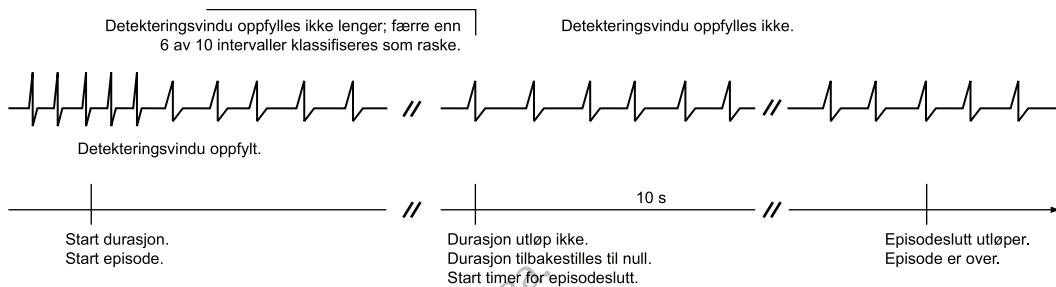 Detekteringsvindu oppfylles ikke lenger; færre enn
6 av 10 intervaller klassifiseres som raske.
Detekteringsvindu oppfylles ikke.
Detekteringsvindu oppfylt.
10 s
Start durasjon.
Start episode.
Durasjon utløp ikke.
Durasjon tilbakestilles til null.
Start timer for episodeslutt.
Episodeslutt utløper.
Episode er over.